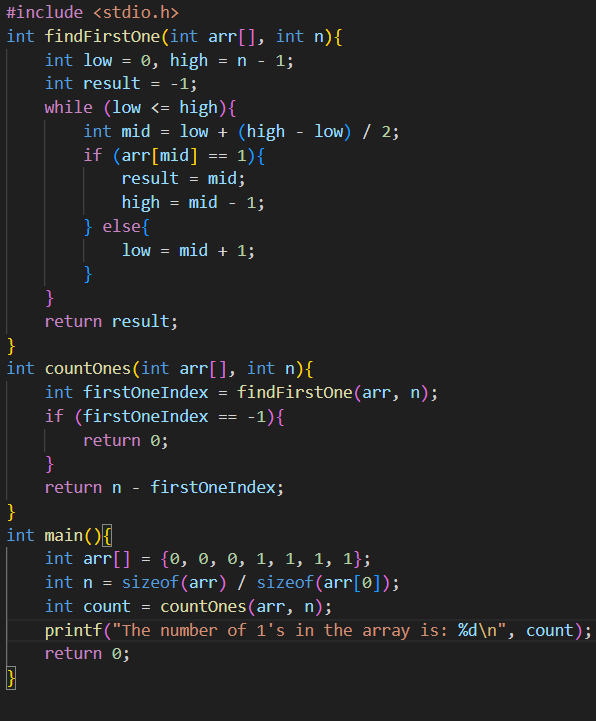 #include <stdio.h>
int findFirstOne(int arr[], int n){
    int low = 0, high = n - 1;
    int result = -1;
    while (low <= high){
        int mid = low + (high - low) / 2;
        if (arr[mid] == 1){
            result = mid;
            high = mid - 1;
        } else{
            low = mid + 1;
        }
    }
    return result;
}
int countOnes(int arr[], int n){
    int firstOneIndex = findFirstOne(arr, n);
    if (firstOneIndex == -1){
        return 0;
    }
    return n - firstOneIndex;
}
int main(){
    int arr[] = {0, 0, 0, 1, 1, 1, 1};
    int n = sizeof(arr) / sizeof(arr[0]);
    int count = countOnes(arr, n);
    printf("The number of 1's in the array is: %d\n", count);
    return 0;
}